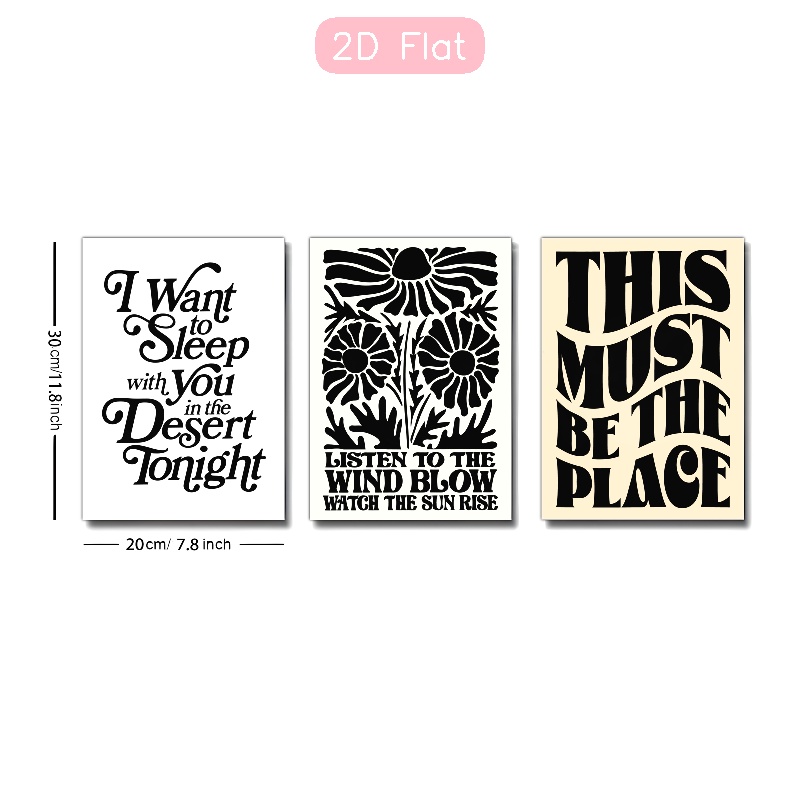 2D Flat
I Want
to
Sleep
with you
in the
Desert
Tonight
LISTEN TO THE
WIND BLOW
WATCH THE SUN RISE
THIS
MUST
BE THE
PLACE
30cm/11.8inch
20cm/ 7.8 inch